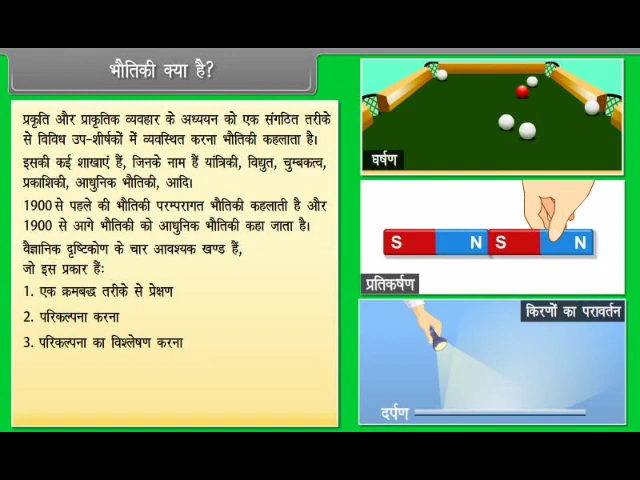 भौतिकी क्या है?
प्रकृति और प्राकृतिक व्यवहार के अध्ययन को एक संगठित तरीके
से विविध उप-शीर्षकों में व्यवस्थित करना भौतिकी कहलाता है।
इसकी कई शाखाएं हैं, जिनके नाम हैं यांत्रिकी, विद्युत, चुम्बकत्व,
प्रकाशिकी, आधुनिक भौतिकी, आदि।
1900 से पहले की भौतिकी परम्परागत भौतिकी कहलाती है और
1900 से आगे भौतिकी को आधुनिक भौतिकी कहा जाता है।
वैज्ञानिक दृष्टिकोण के चार आवश्यक खण्ड हैं,
जो इस प्रकार हैंः
1. एक क्रमबद्ध तरीके से प्रेक्षण
2. परिकल्पना करना
3. परिकल्पना का विश्लेषण करना
घर्षण
S N S N
प्रतिकर्षण
किरणों का परावर्तन
दर्पण